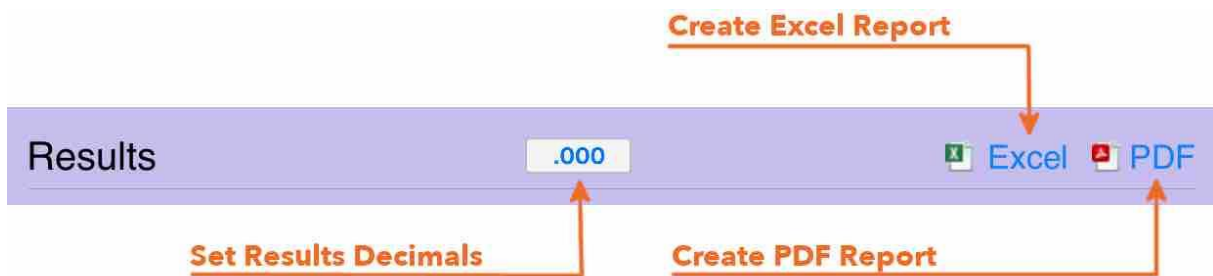 Create Excel Report
Results .000 Excel PDF
Set Results Decimals Create PDF Report